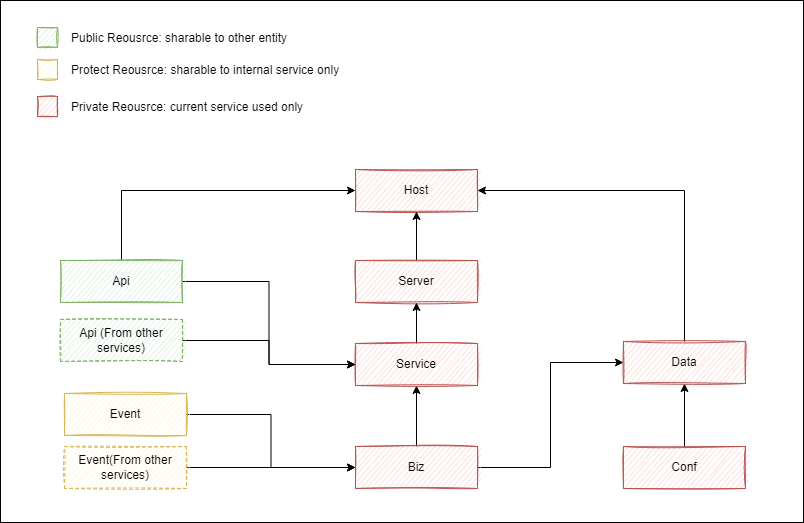 Public Reousrce: sharable to other entity
Protect Reousrce: sharable to internal service only
Private Reousrce: current service used only
Host
Api
Server
Api (From other
services)
Service
Data
Event
Event(From other
services)
Biz
Conf